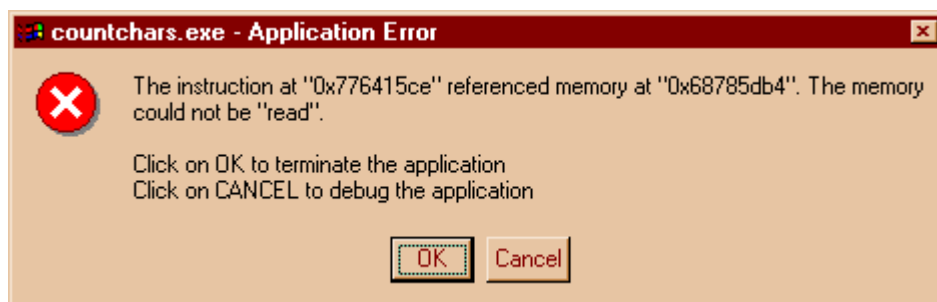 countchars.exe - Application Error
The instruction at "0x776415ce" referenced memory at "0x68785db4". The memory
could not be "read".
Click on OK to terminate the application
Click on CANCEL to debug the application
OK Cancel